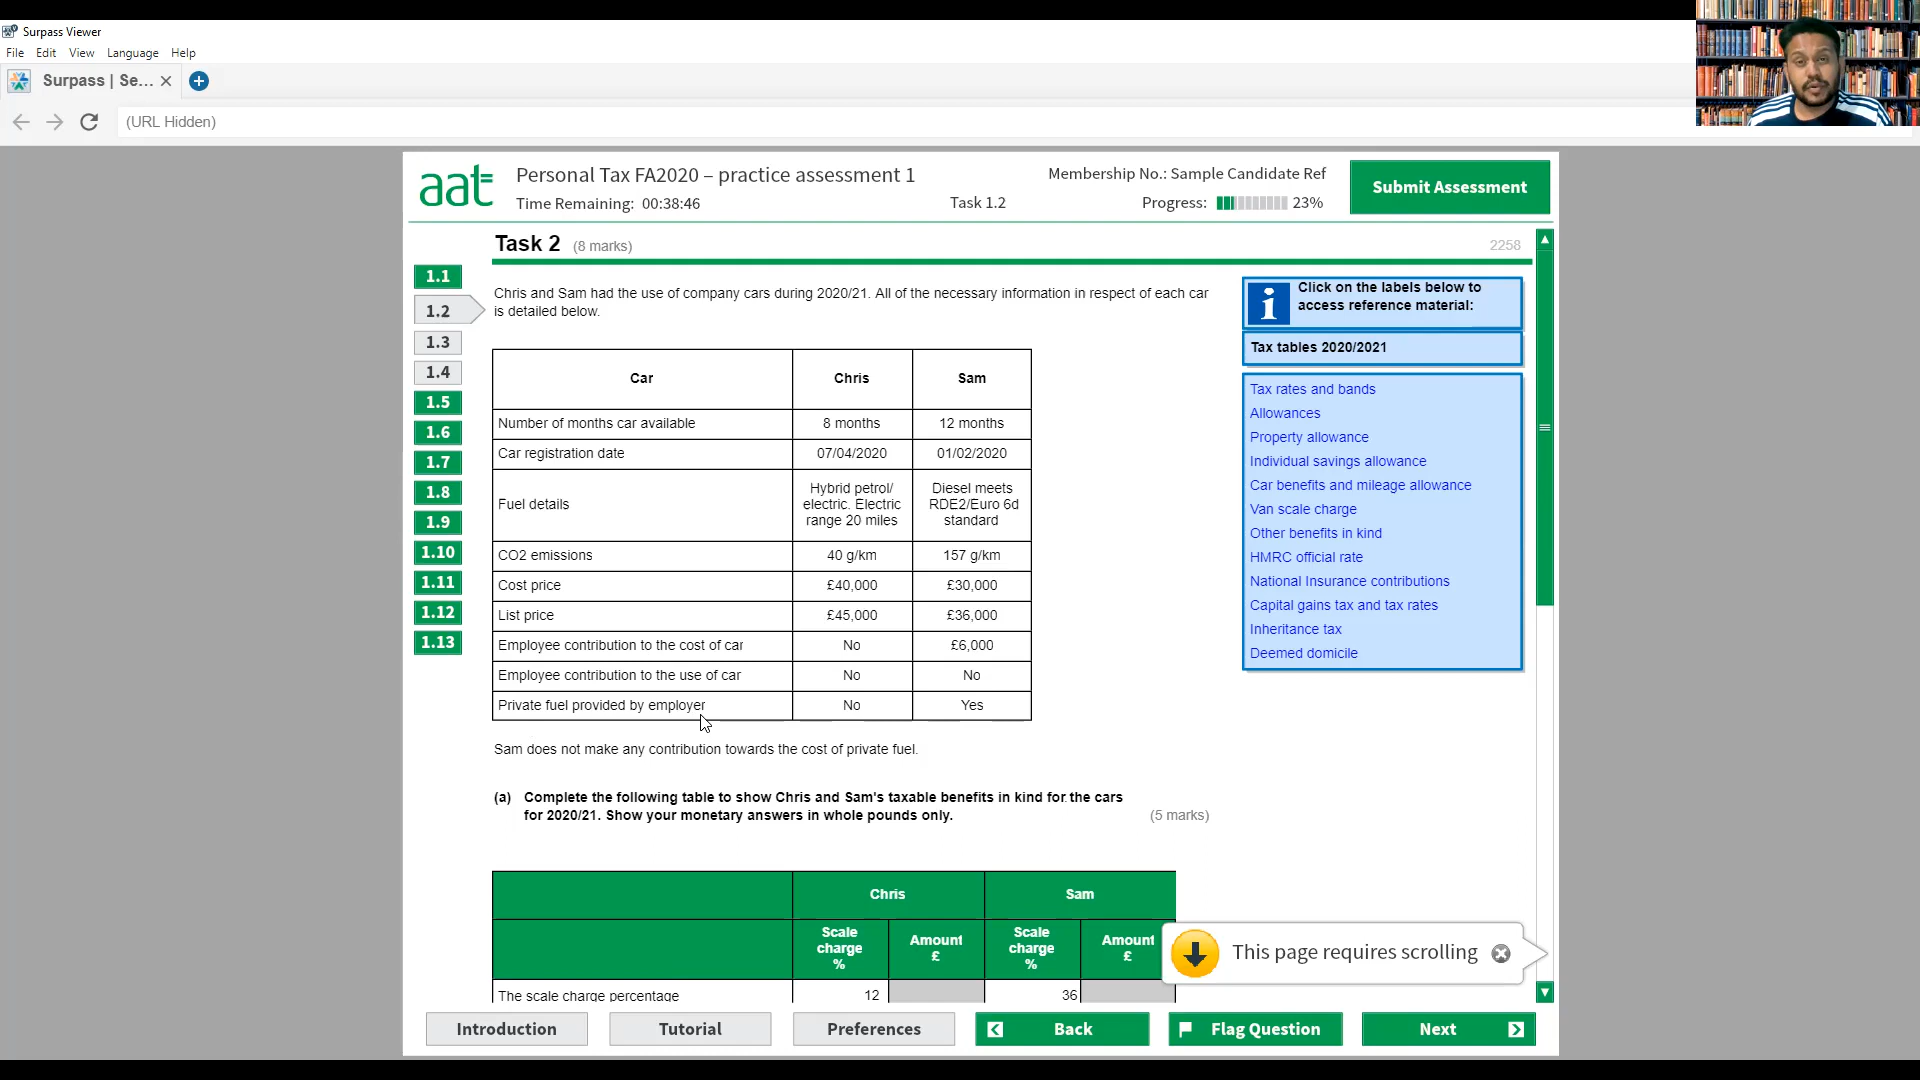 Surpass Viewer
File Edit View Language Help
Surpass | Se...
(URL Hidden)
aat
Personal Tax FA2020 – practice assessment 1
Membership No.: Sample Candidate Ref
Submit Assessment
Time Remaining: 00:38:46
Task 1.2
Progress: 23%
Task 2 (8 marks)
2258
1.1
1.2
1.3
1.4
1.5
1.6
1.7
1.8
1.9
1.10
1.11
1.12
1.13
Chris and Sam had the use of company cars during 2020/21. All of the necessary information in respect of each car
is detailed below.
Car Chris Sam
Number of months car available 8 months 12 months
Car registration date 07/04/2020 01/02/2020
Fuel details
Hybrid petrol/
electric. Electric
range 20 miles
Diesel meets
RDE2/Euro 6d
standard
CO2 emissions 40 g/km 157 g/km
Cost price £40,000 £30,000
List price £45,000 £36,000
Employee contribution to the cost of car No £6,000
Employee contribution to the use of car No No
Private fuel provided by employer No Yes
Sam does not make any contribution towards the cost of private fuel.
(a) Complete the following table to show Chris and Sam's taxable benefits in kind for the cars
for 2020/21. Show your monetary answers in whole pounds only.
(5 marks)
Chris Sam
Scale
charge
%
Amount
£
Scale
charge
%
Amount
£
The scale charge percentage 12 36
Click on the labels below to
access reference material:
Tax tables 2020/2021
Tax rates and bands
Allowances
Property allowance
Individual savings allowance
Car benefits and mileage allowance
Van scale charge
Other benefits in kind
HMRC official rate
National Insurance contributions
Capital gains tax and tax rates
Inheritance tax
Deemed domicile
This page requires scrolling
Introduction
Tutorial
Preferences
Back
Flag Question
Next